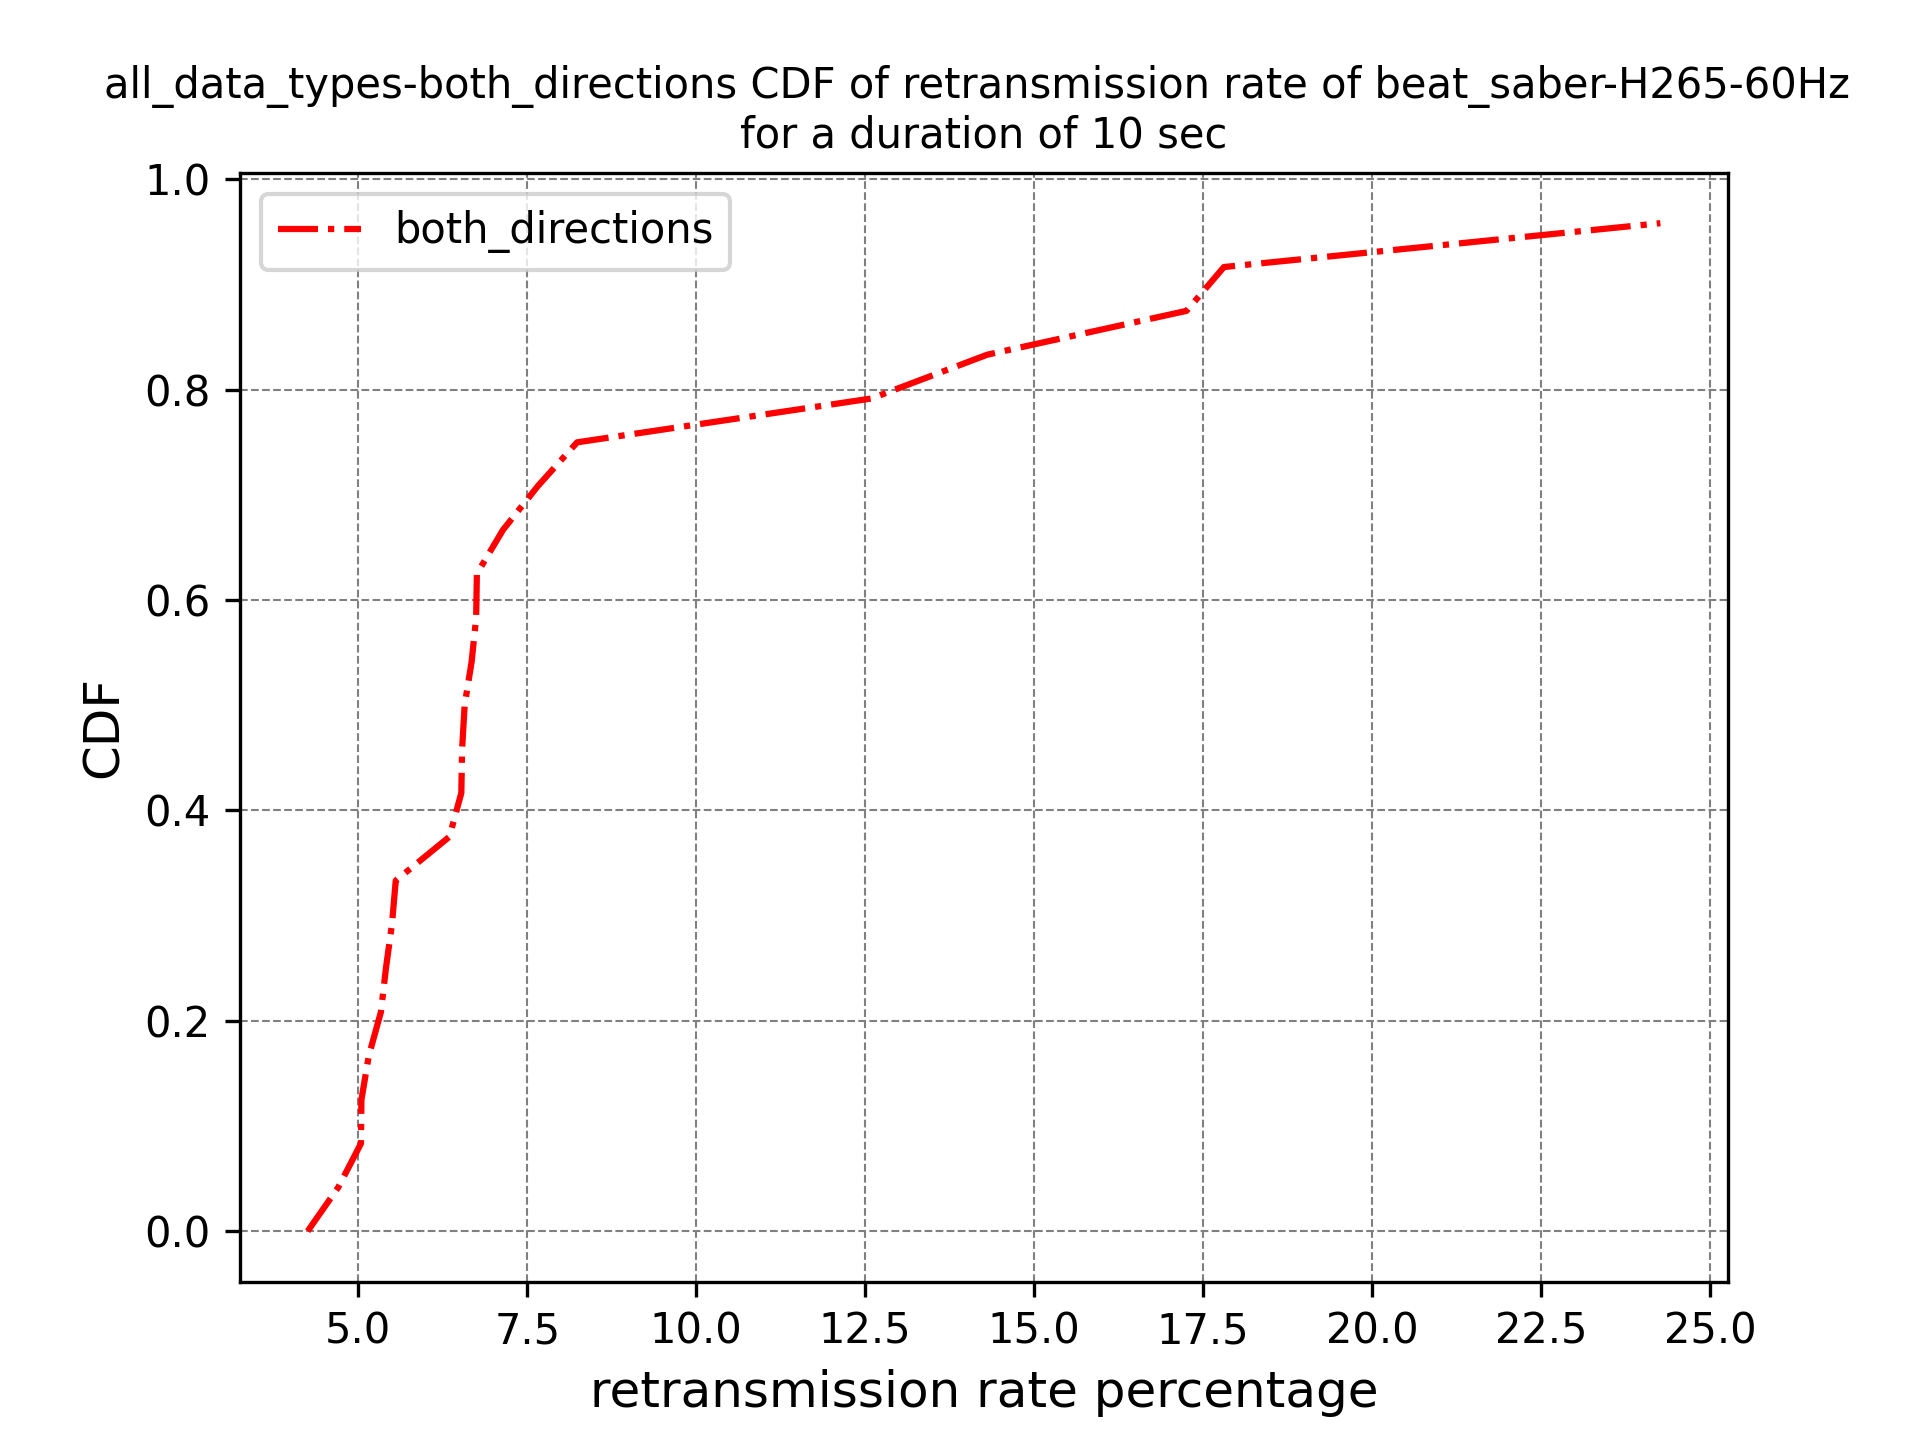 all_data_types-both_directions CDF of retransmission rate of beat_saber-H265-60Hz
for a duration of 10 sec
both_directions
1.0
0.8
0.6
0.4
0.2
0.0
CDF
5.0 7.5 10.0 12.5 15.0 17.5 20.0 22.5 25.0
retransmission rate percentage